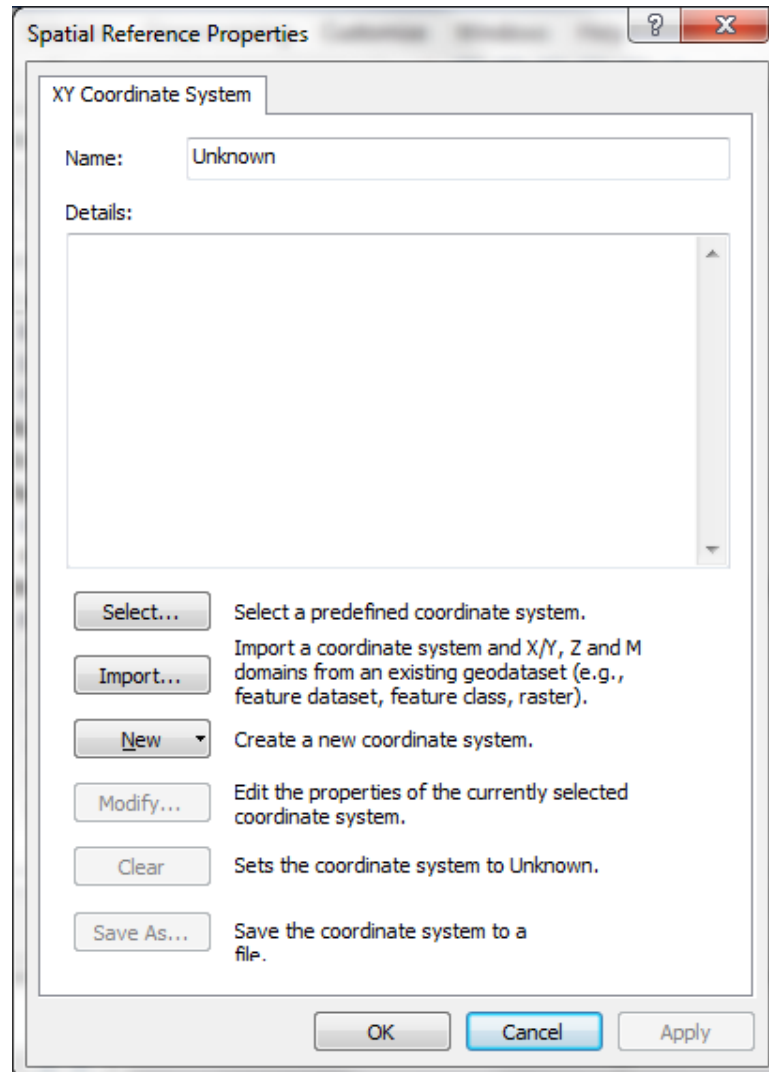 Spatial Reference Properties
XY Coordinate System
Name: Unknown
Details:
Select... Select a predefined coordinate system.
Import... Import a coordinate system and X/Y, Z and M
domains from an existing geodataset (e.g.,
feature dataset, feature class, raster).
New Create a new coordinate system.
Modify... Edit the properties of the currently selected
coordinate system.
Clear Sets the coordinate system to Unknown.
Save As... Save the coordinate system to a
file.
OK Cancel Apply